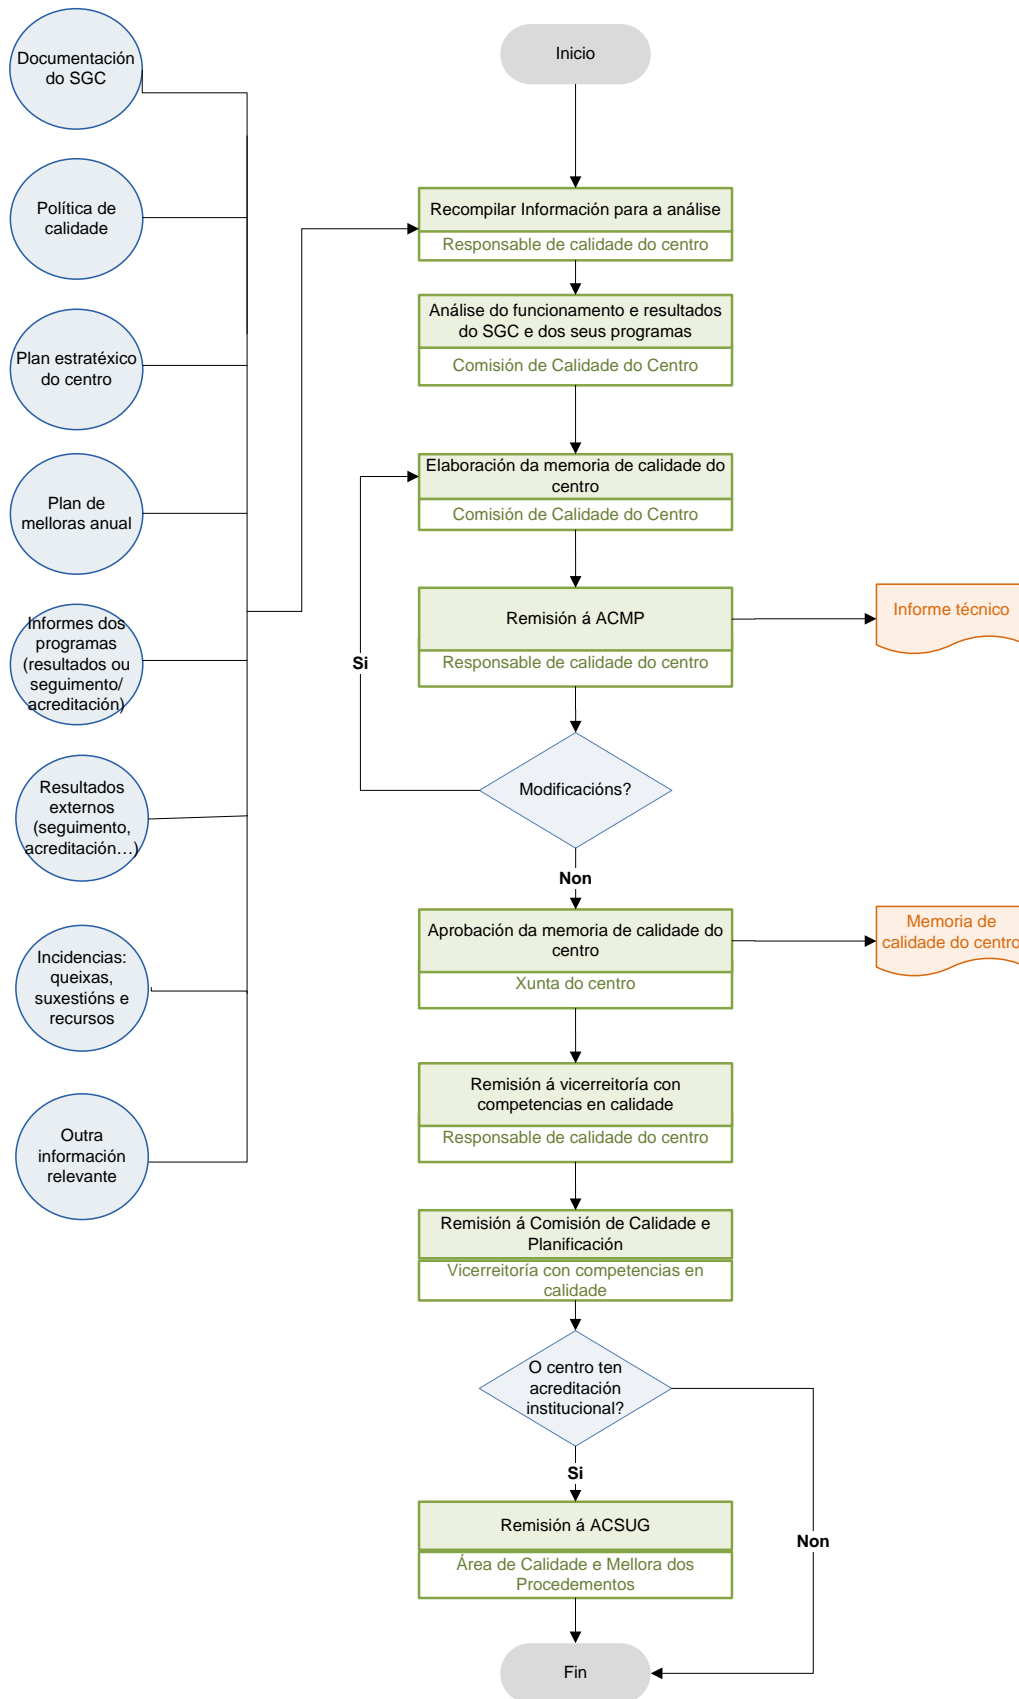 Documentación
do SGC
Política de
calidade
Plan estratéxico
do centro
Plan de
melloras anual
Informes dos
programas
(resultados ou
seguimento/
acreditación)
Resultados
externos
(seguimento,
acreditación…)
Incidencias:
queixas,
suxestións e
recursos
Outra
información
relevante
Inicio
Recompilar Información para a análise
Responsable de calidade do centro
Análise do funcionamento e resultados
do SGC e dos seus programas
Comisión de Calidade Do Centro
Elaboración da memoria de calidade do
centro
Comisión de Calidade Do Centro
Remisión á ACMP
Responsable de calidade do centro
Informe técnico
Si
Modificacións?
Non
Aprobación da memoria de calidade do
centro
Xunta do centro
Memoria de
calidade do centro
Remisión á vicerreitoría con
competencias en calidade
Responsable de calidade do centro
Remisión á Comisión de Calidade e
Planificación
Vicerreitoría con competencias en
calidade
O centro ten
acreditación
institucional?
Si
Non
Remisión á ACSUG
Área de Calidade e Mellora dos
Procedementos
Fin